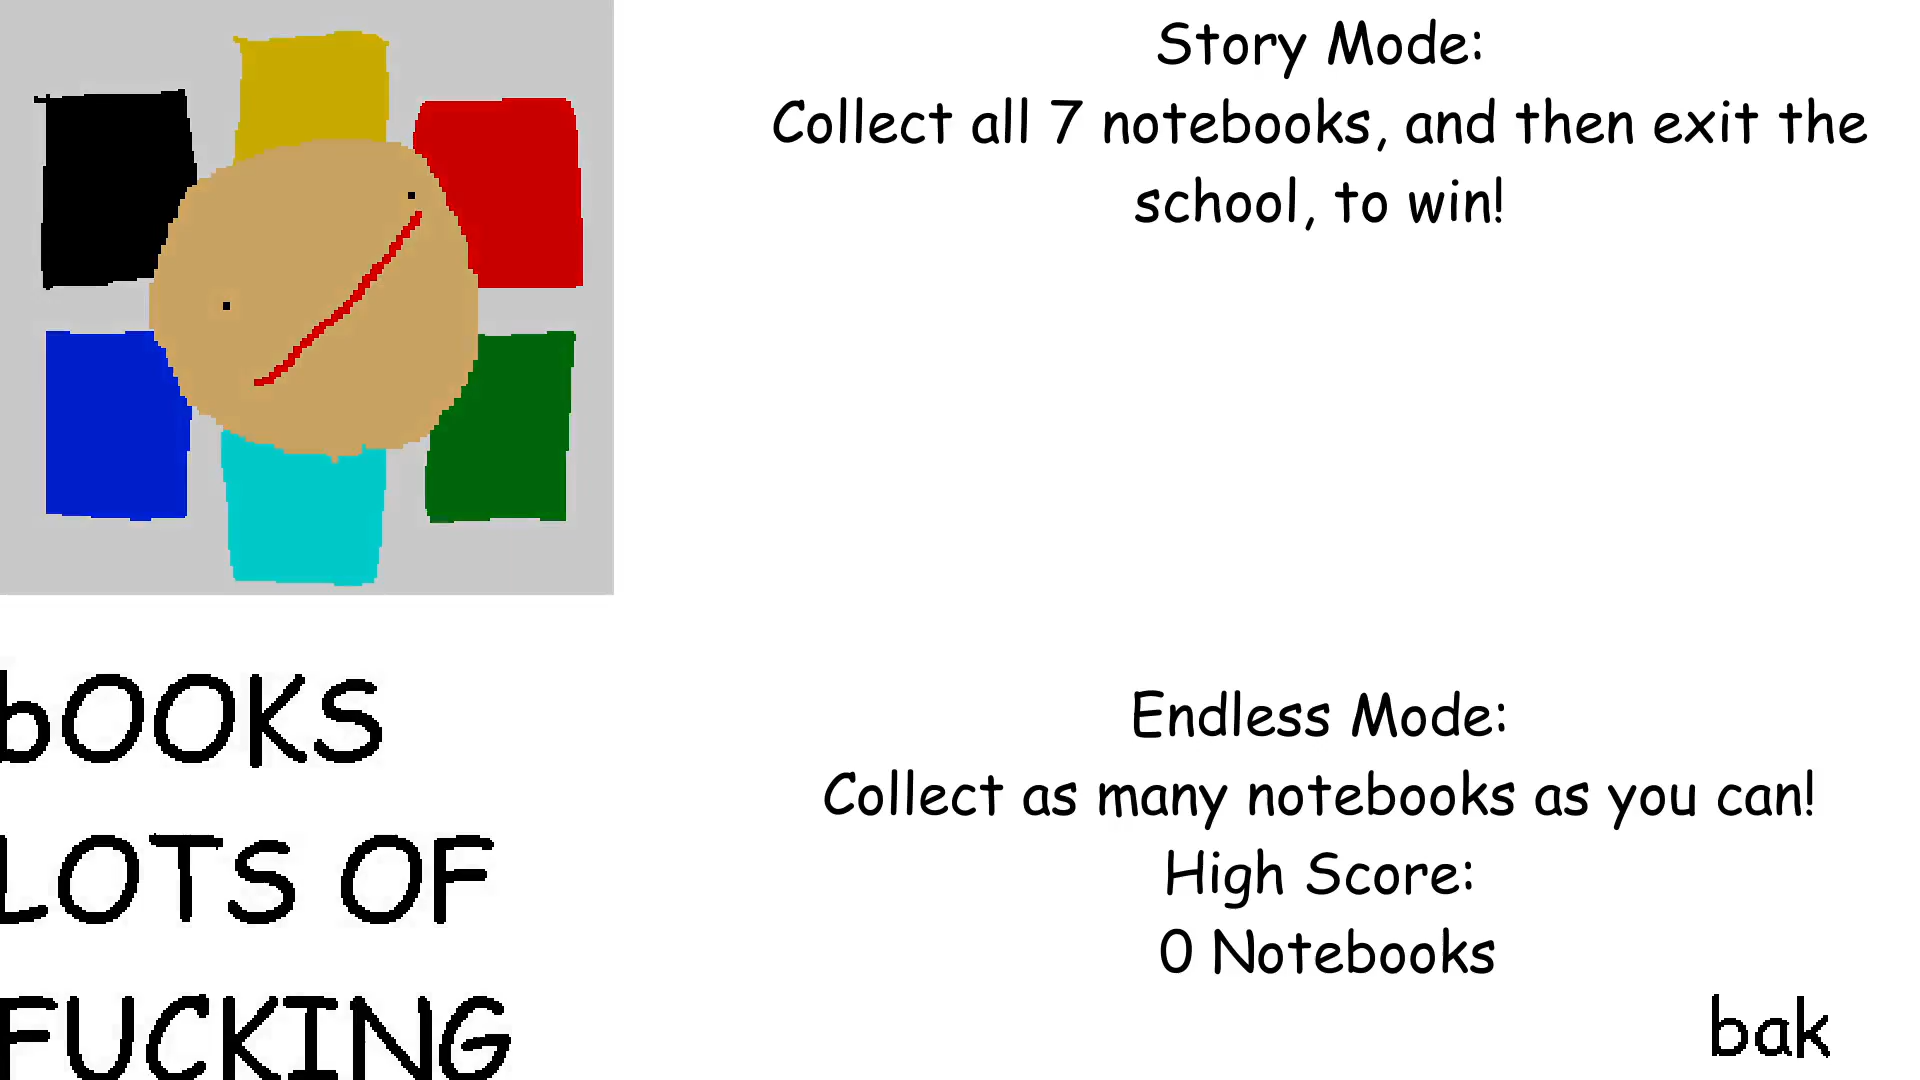 Story Mode:
Collect all 7 notebooks, and then exit the
school, to win!
bOOKS
LOTS OF
FUCKING
Endless Mode:
Collect as many notebooks as you can!
High Score:
0 Notebooks
bak